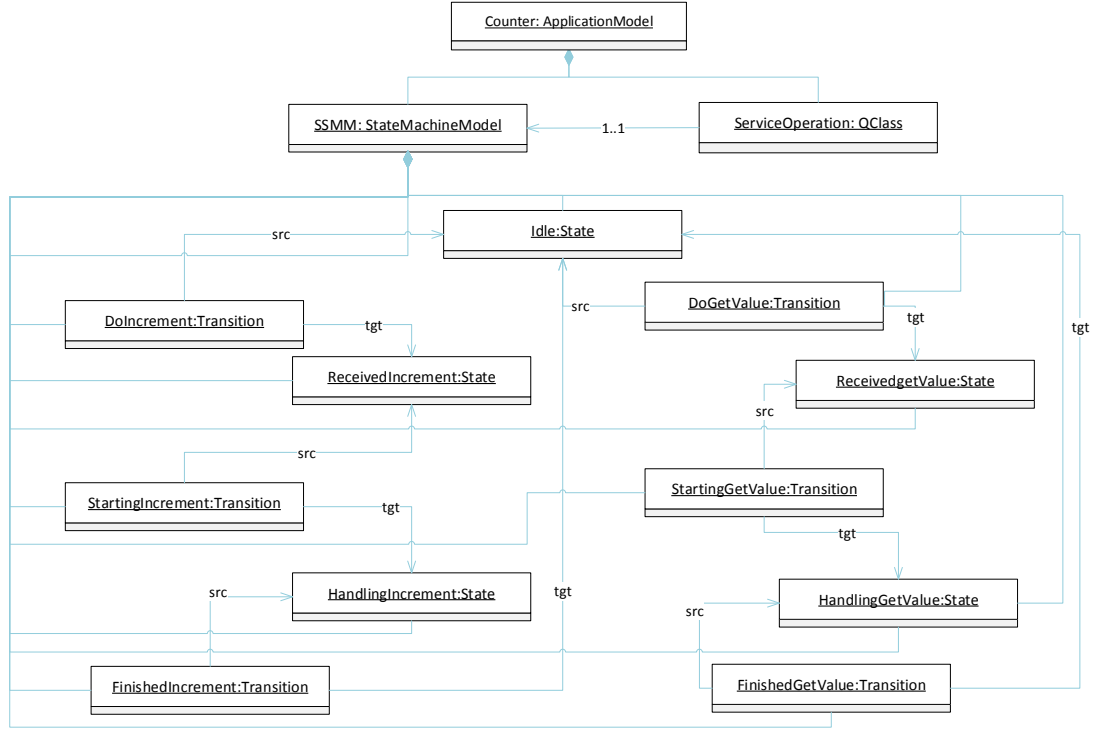 Counter: ApplicationModel
SSMM: StateMachineModel
1..1
ServiceOperation: QClass
Idle:State
src
DoIncrement:Transition
tgt
src
DoGetValue:Transition
tgt
tgt
ReceivedIncrement:State
ReceivedgetValue:State
src
src
StartingIncrement:Transition
tgt
StartingGetValue:Transition
tgt
HandlingIncrement:State
src
tgt
HandlingGetValue:State
src
FinishedIncrement:Transition
FinishedGetValue:Transition